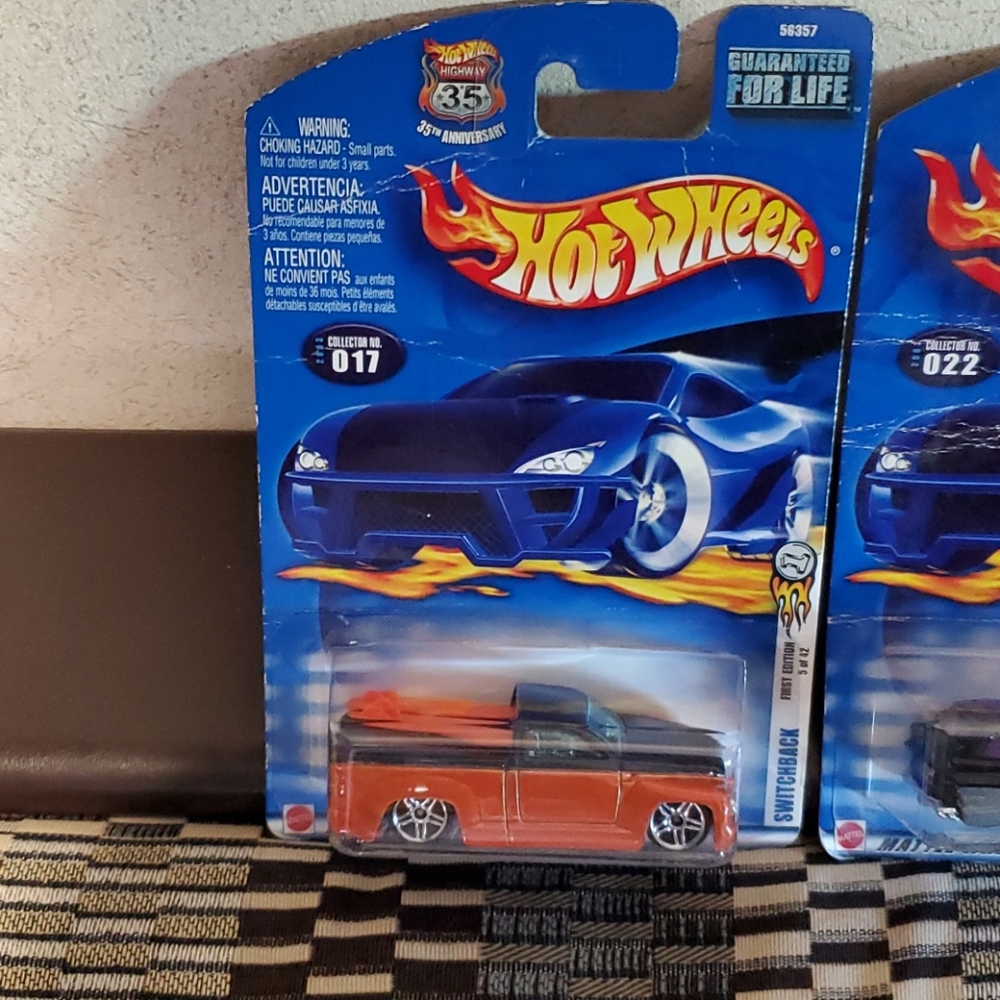 56357
GUARANTEED
FOR LIFE
Hot Wheels
HIGHWAY
35
35TH ANNIVERSARY
WARNING:
CHOKING HAZARD - Small parts.
Not for children under 3 years.
ADVERTENCIA:
PUEDE CAUSAR ASFIXIA.
No recomendable para menores de
3 años. Contiene piezas pequeñas.
ATTENTION:
NE CONVIENT PAS aux enfants
de moins de 36 mois. Petits éléments
détachables susceptibles d'être avalés.
Hot Wheels®
2003
COLLECTOR NO.
017
FIRST EDITION
5 of 42
SWITCHBACK
MATTEL
COLLECTOR NO.
022
MATTEL